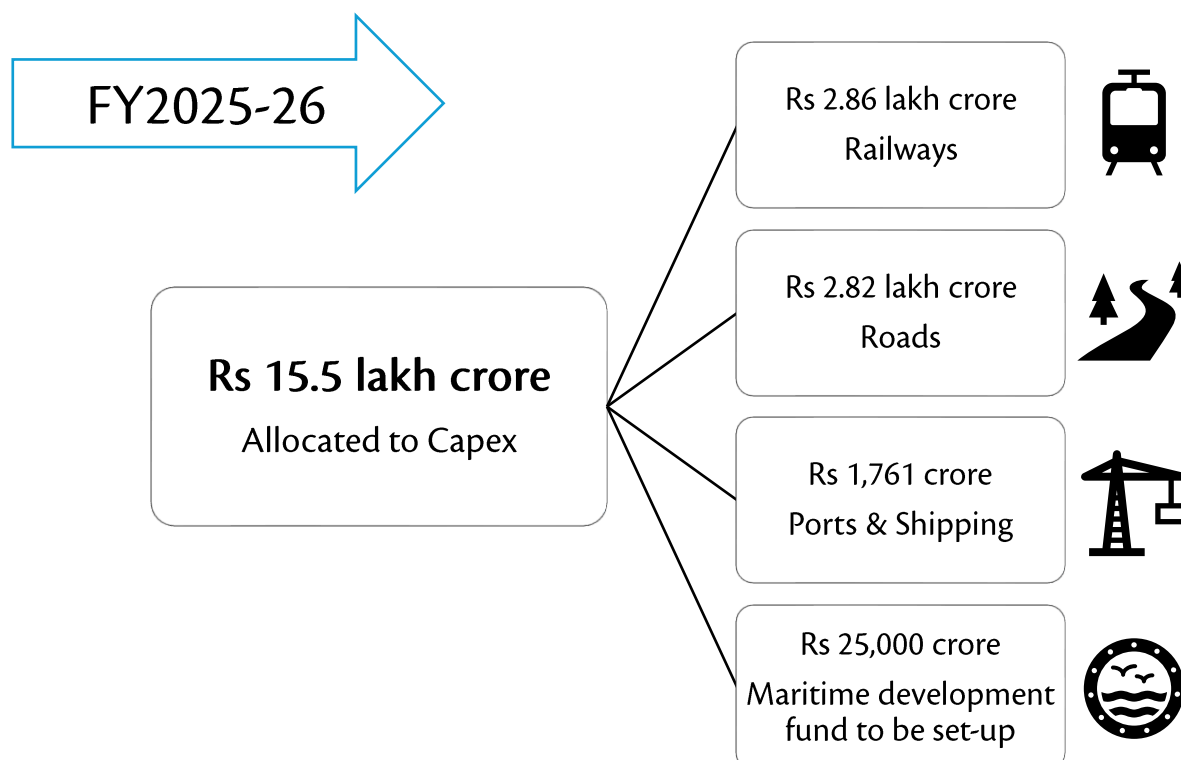 FY2025-26
Rs 15.5 lakh crore
Allocated to Capex
Rs 2.86 lakh crore
Railways
Rs 2.82 lakh crore
Roads
Rs 1,761 crore
Ports & Shipping
Rs 25,000 crore
Maritime development
fund to be set-up